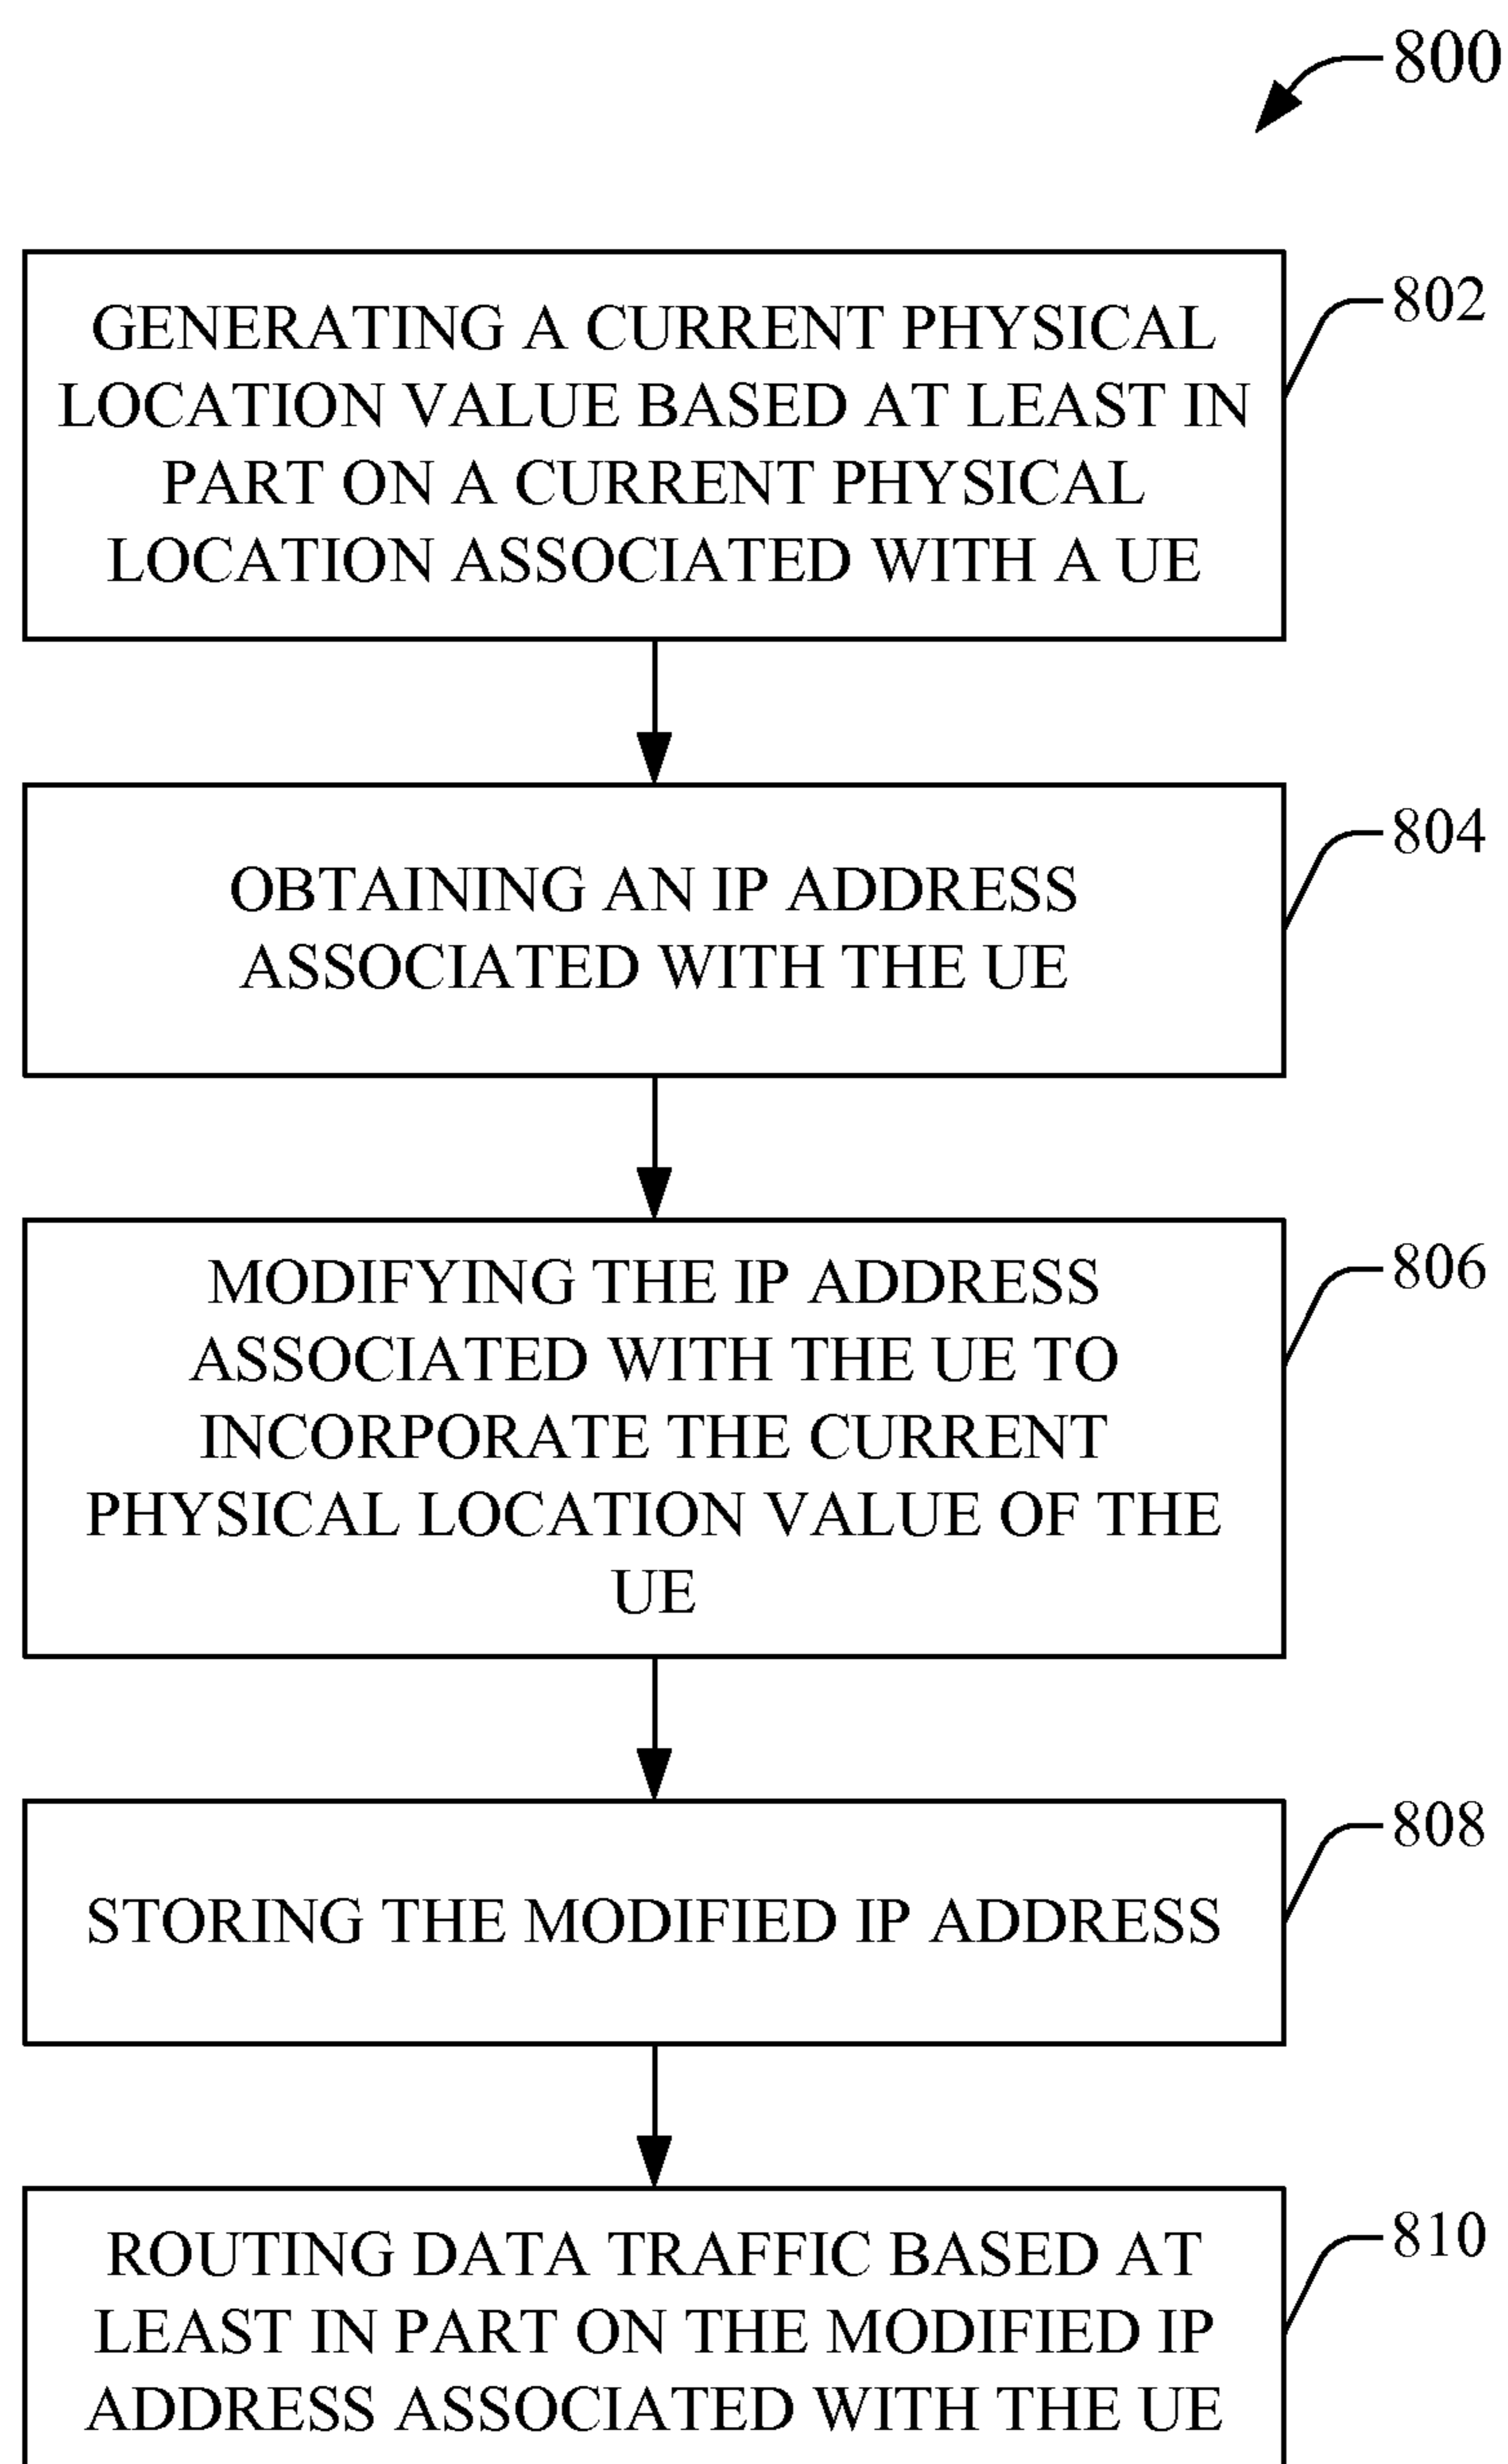 800
GENERATING A CURRENT PHYSICAL
LOCATION VALUE BASED AT LEAST IN
PART ON A CURRENT PHYSICAL
LOCATION ASSOCIATED WITH A UE
802
OBTAINING AN IP ADDRESS
ASSOCIATED WITH THE UE
804
MODIFYING THE IP ADDRESS
ASSOCIATED WITH THE UE TO
INCORPORATE THE CURRENT
PHYSICAL LOCATION VALUE OF THE
UE
806
STORING THE MODIFIED IP ADDRESS
808
ROUTING DATA TRAFFIC BASED AT
LEAST IN PART ON THE MODIFIED IP
ADDRESS ASSOCIATED WITH THE UE
810